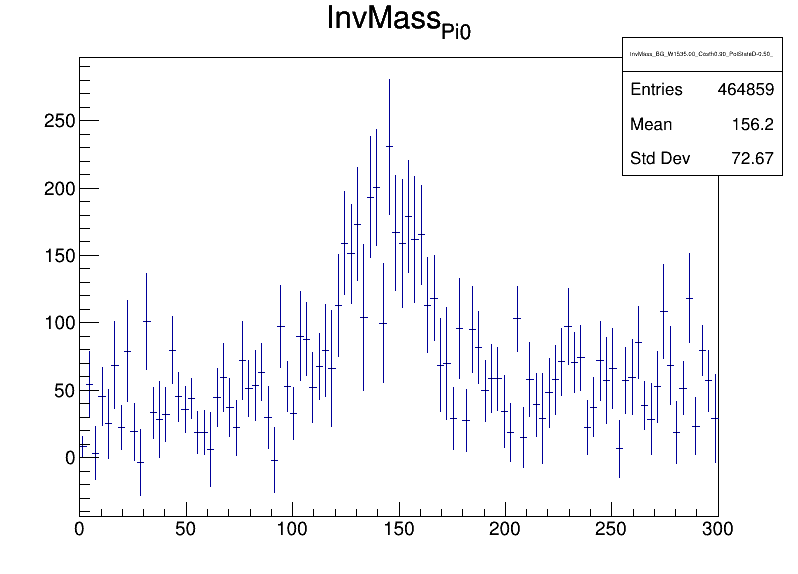 InvMass_Pi0
InvMass_BG_W1535.00_Costh0.90_PolStateD-0.50_
Entries 464859
Mean 156.2
Std Dev 72.67
250
200
150
100
50
0
0 50 100 150 200 250 300